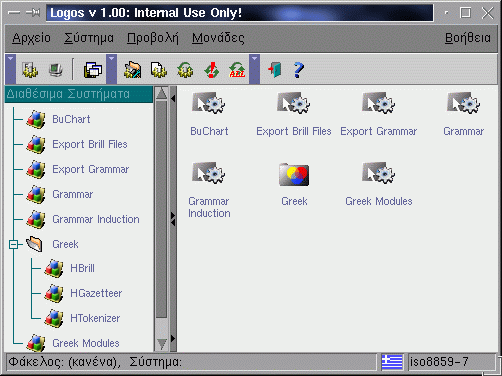 Logos v 1.00: Internal Use Only!
Αρχείο Σύστημα Προβολή Μονάδες Βοήθεια
Διαθέσιμα Συστήματα
BuChart
Export Brill Files
Export Grammar
Grammar
Grammar Induction
Greek
HBrill
HGazetteer
HTokenizer
Greek Modules
BuChart Export Brill Files Export Grammar Grammar
Grammar Induction Greek Greek Modules
Φάκελος: (κανένα), Σύστημα: iso8859-7